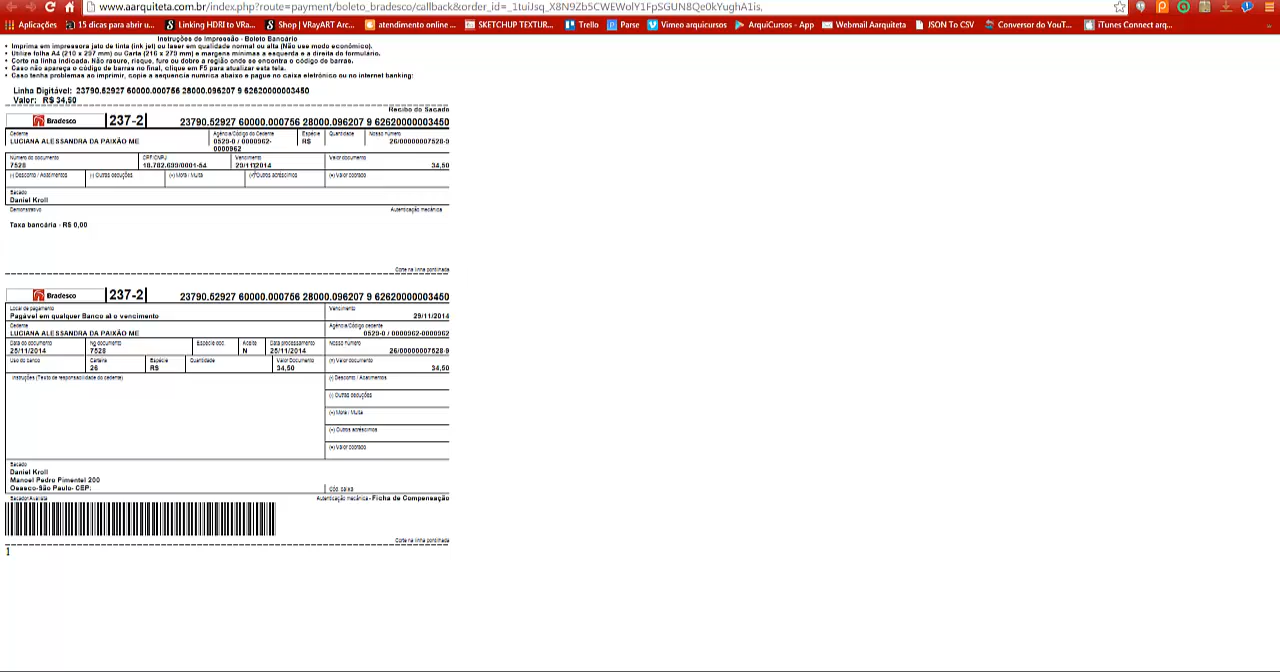 www.aarquiteta.com.br/index.php?route=payment/boleto_bradesco/callback&order_id=_1tuiJsq_X8N9Zb5CWEWolY1FpSGUN8Qe0kYughA1is,
Aplicações 15 dicas para abrir u... Linking HDRI to VRa... Shop | VRayART Arc... atendimento online ... SKETCHUP TEXTUR... Trello Parse Vimeo arquicursos ArquiCursos - App Webmail Aarquiteta JSON To CSV Conversor do YouT... iTunes Connect arq...
Instruções de Impressão - Boleto Bancário
• Imprima em impressora jato de tinta (ink jet) ou laser em qualidade normal ou alta (Não use modo econômico).
• Utilize folha A4 (210 x 297 mm) ou Carta (216 x 279 mm) e margens mínimas à esquerda e à direita do formulário.
• Corte na linha indicada. Não rasure, risque, fure ou dobre a região onde se encontra o código de barras.
• Caso não apareça o código de barras no final, clique em F5 para atualizar esta tela.
• Caso tenha problemas ao imprimir, copie a sequencia numrica abaixo e pague no caixa eletrônico ou no internet banking:
Linha Digitável: 23790.52927 60000.000756 28000.096207 9 62620000003450
Valor: R$ 34,50
Recibo do Sacado
Bradesco 237-2 23790.52927 60000.000756 28000.096207 9 62620000003450
Cedente Agência/Código do Cedente Espécie Quantidade Nosso número
LUCIANA ALESSANDRA DA PAIXÃO ME 0529-0 / 0000962- R$ 26/00000007528-9
0000962
Número do documento CPF/CNPJ Vencimento Valor documento
7528 29/11/2014 34,50
(-) Desconto / Abatimentos (-) Outras deduções (+) Mora / Multa (+) Outros acréscimos (=) Valor cobrado
Sacado
Daniel Kroll
Demonstrativo Autenticação mecânica
Taxa bancária - R$ 0,00
Corte na linha pontilhada
Bradesco 237-2 23790.52927 60000.000756 28000.096207 9 62620000003450
Local de pagamento Vencimento
Pagável em qualquer Banco até o vencimento 29/11/2014
Cedente Agência/Código cedente
LUCIANA ALESSANDRA DA PAIXÃO ME 0529-0 / 0000962-0000962
Data do documento No documento Espécie doc. Aceite Data processamento Nosso número
25/11/2014 7528 N 25/11/2014 26/00000007528-9
Uso do banco Carteira Espécie Quantidade Valor Documento (=) Valor documento
26 R$ 34,50 34,50
Instruções (Texto de responsabilidade do cedente) (-) Desconto / Abatimentos
(-) Outras deduções
(+) Mora / Multa
(+) Outros acréscimos
(=) Valor cobrado
Sacado
Daniel Kroll
Manoel Pedro Pimentel 200
Osasco-São Paulo- CEP: Cód. baixa
Sacador/Avalista Autenticação mecânica - Ficha de Compensação
Corte na linha pontilhada
1